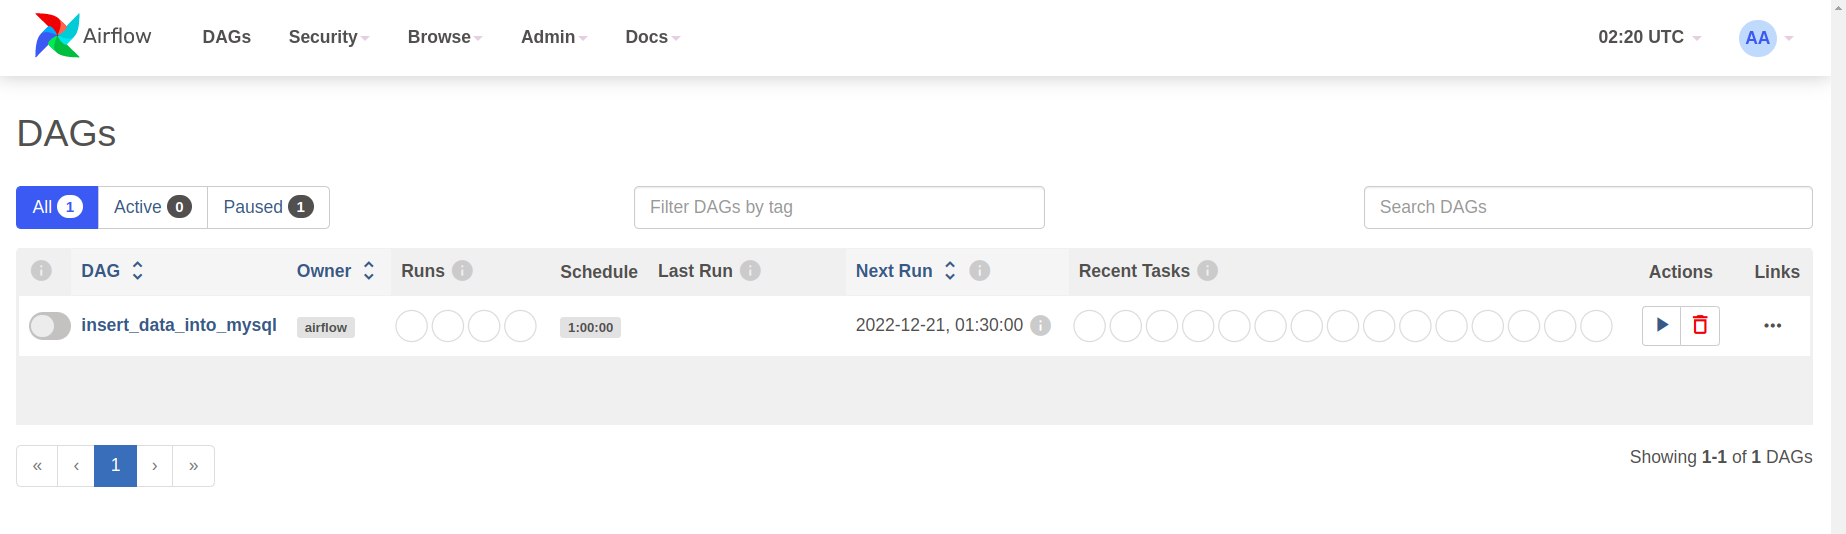 Airflow DAGs Security Browse Admin Docs 02:20 UTC AA
DAGs
All 1 Active 0 Paused 1 Filter DAGs by tag Search DAGs
DAG Owner Runs Schedule Last Run Next Run Recent Tasks Actions Links
insert_data_into_mysql airflow 1:00:00 2022-12-21, 01:30:00
« ‹ 1 › » Showing 1-1 of 1 DAGs